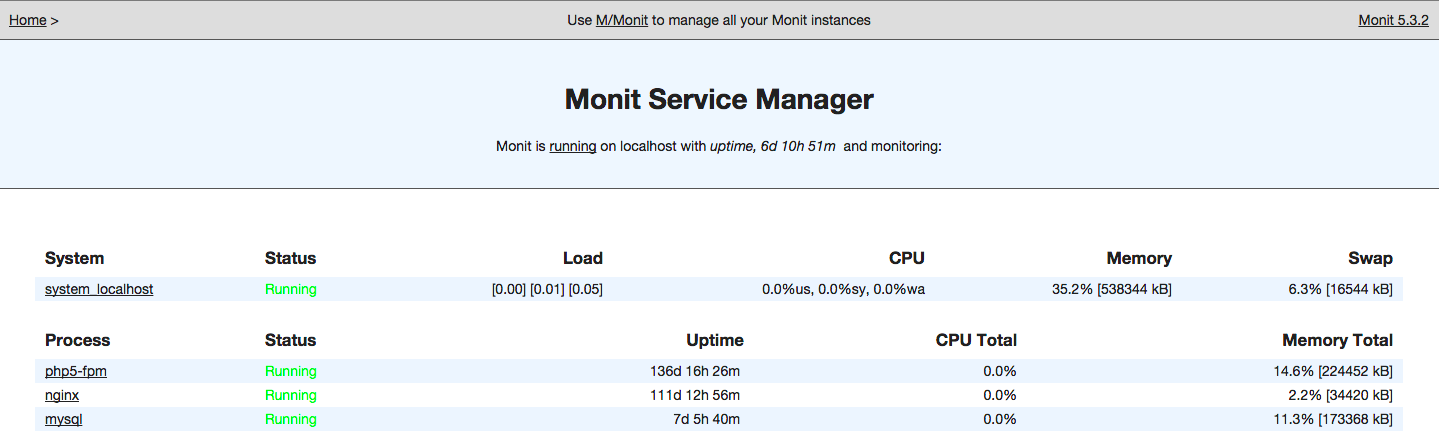 Home > Use M/Monit to manage all your Monit instances Monit 5.3.2
Monit Service Manager
Monit is running on localhost with uptime, 6d 10h 51m and monitoring:
System Status Load CPU Memory Swap
system_localhost Running [0.00] [0.01] [0.05] 0.0%us, 0.0%sy, 0.0%wa 35.2% [538344 kB] 6.3% [16544 kB]
Process Status Uptime CPU Total Memory Total
php5-fpm Running 136d 16h 26m 0.0% 14.6% [224452 kB]
nginx Running 111d 12h 56m 0.0% 2.2% [34420 kB]
mysql Running 7d 5h 40m 0.0% 11.3% [173368 kB]